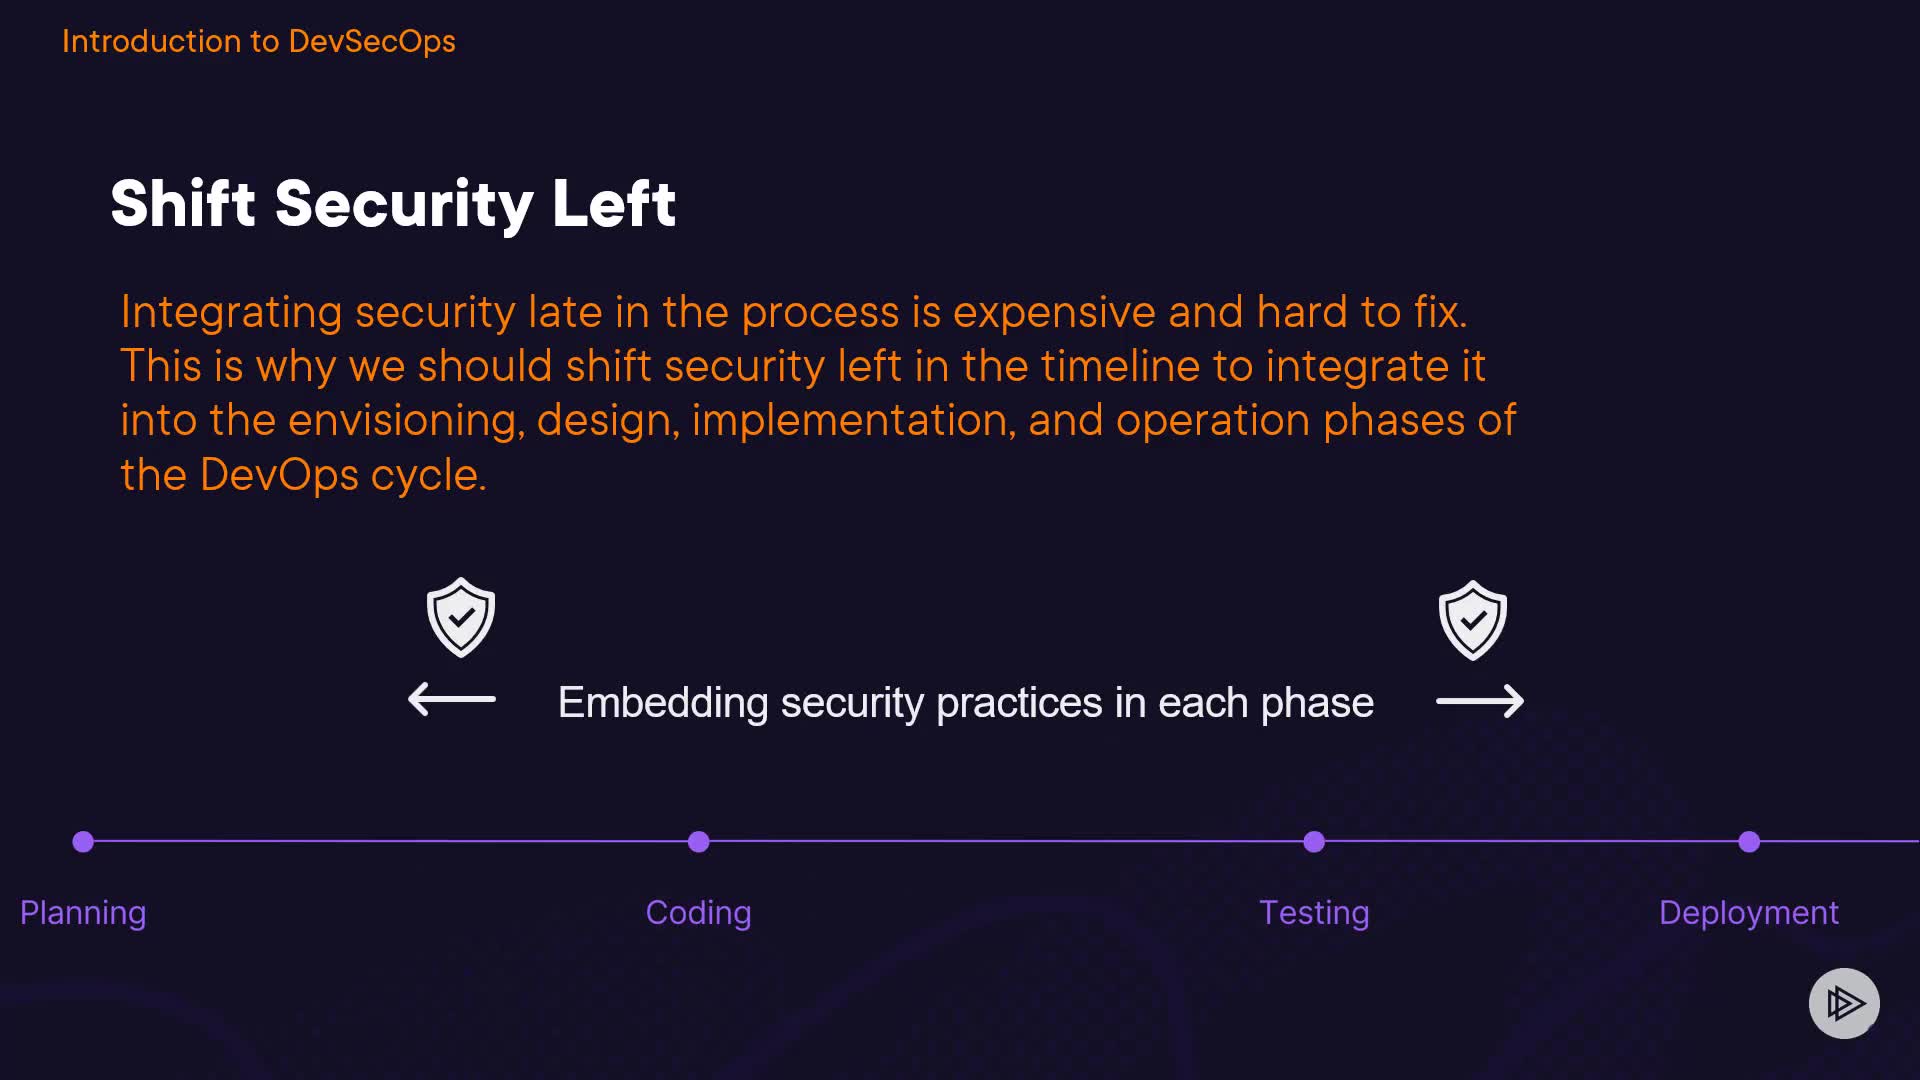 Introduction to DevSecOps
Shift Security Left
Integrating security late in the process is expensive and hard to fix.
This is why we should shift security left in the timeline to integrate it
into the envisioning, design, implementation, and operation phases of
the DevOps cycle.
Embedding security practices in each phase
Planning
Coding
Testing
Deployment